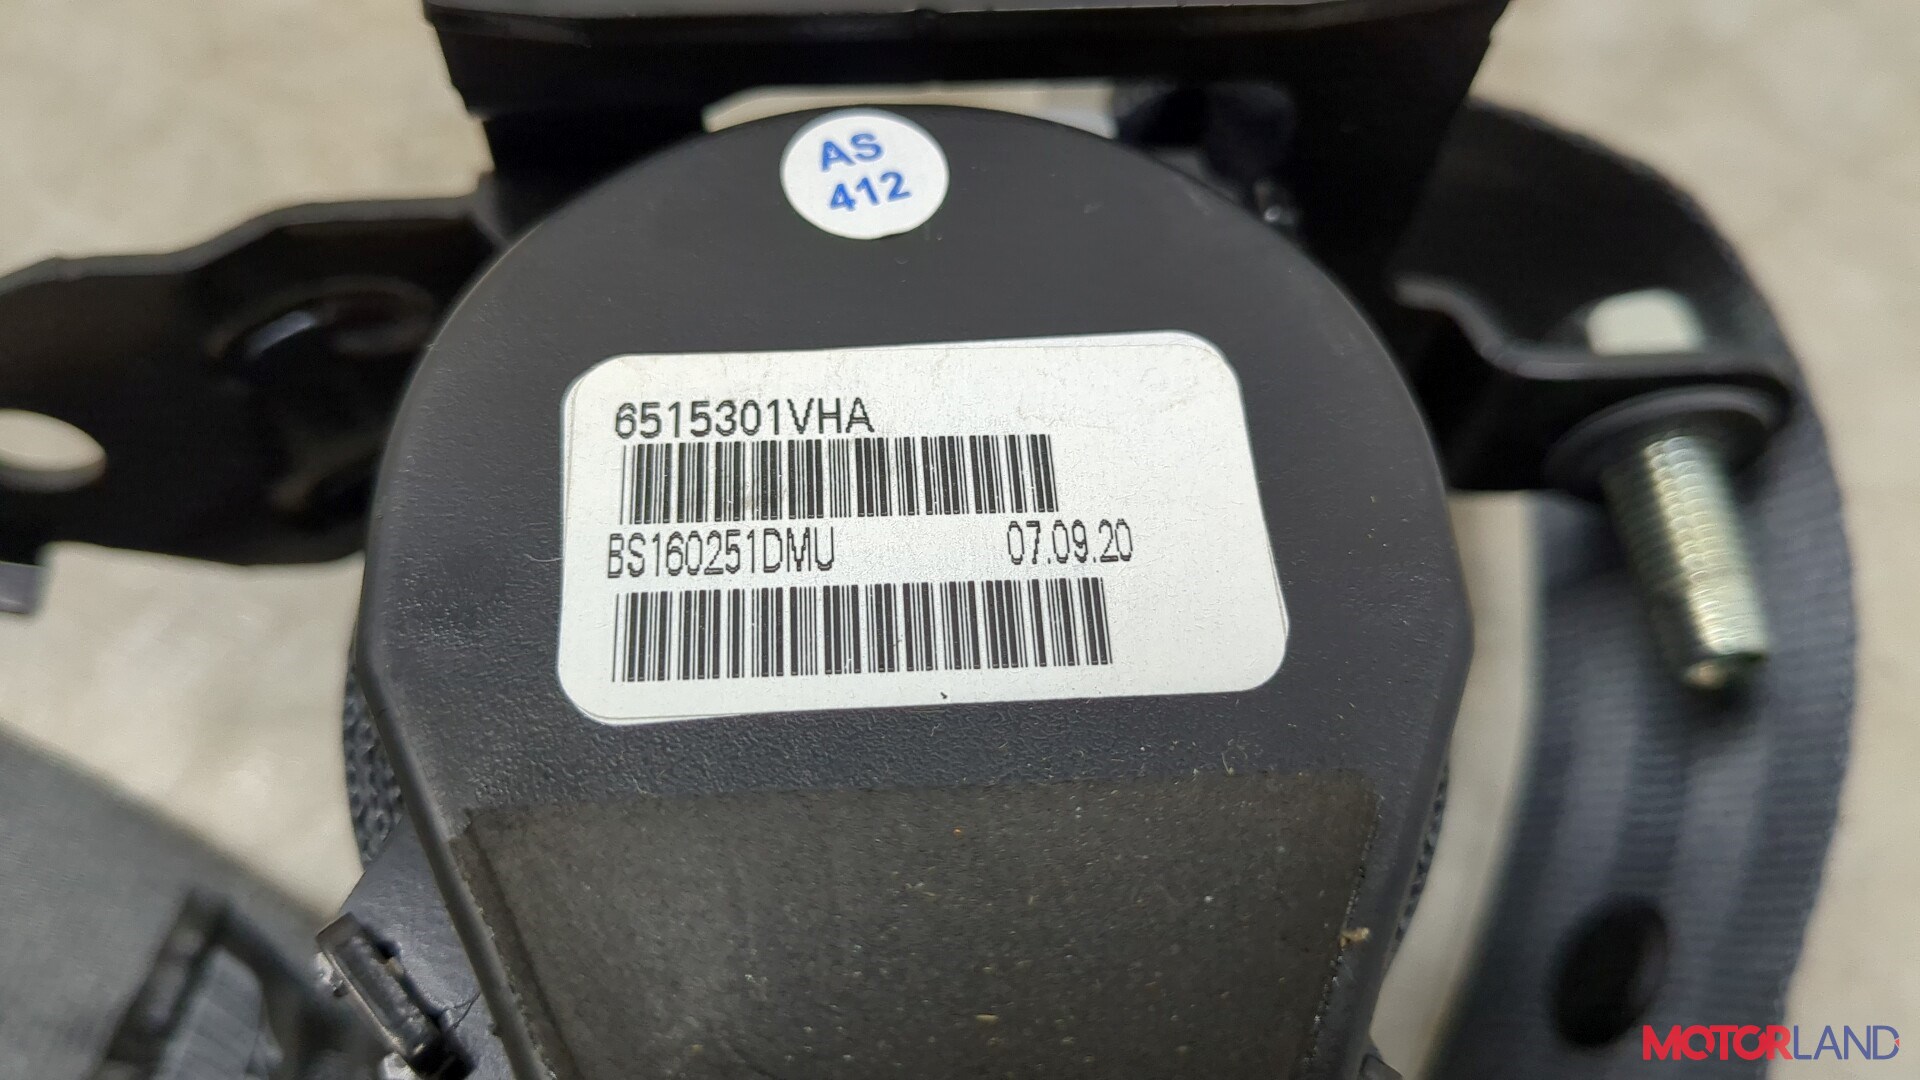 AS
412
6515301VHA
BS160251DMU 07.09.20
MOTORLAND